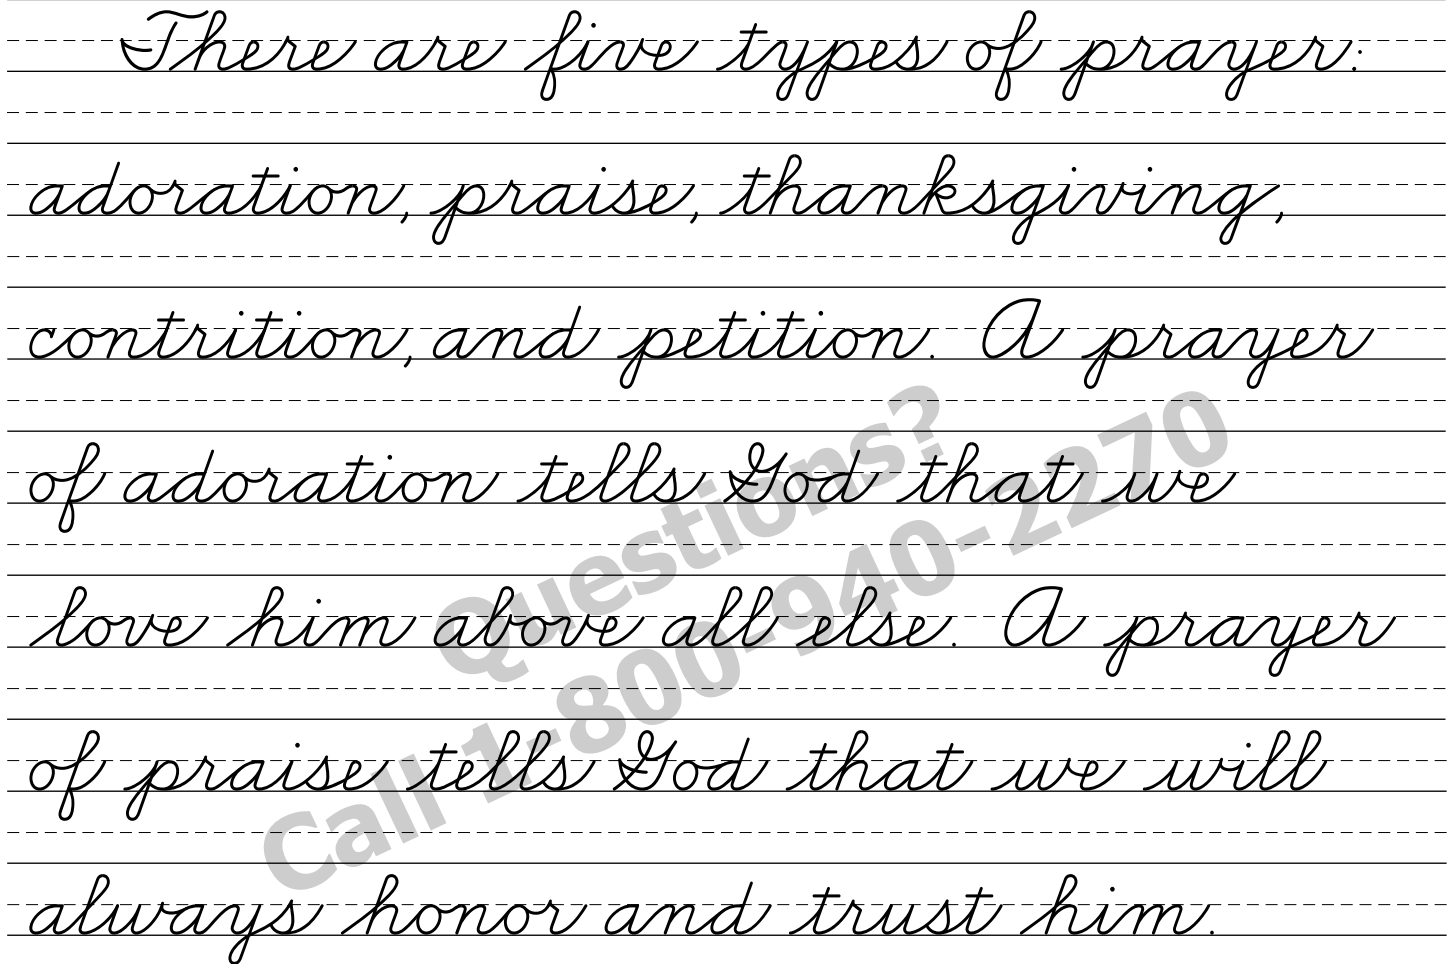 There are five types of prayer:
adoration, praise, thanksgiving,
contrition, and petition. A prayer
of adoration tells God that we
love him above all else. A prayer
of praise tells God that we will
always honor and trust him.
Questions?
Call 1-800-940-2270